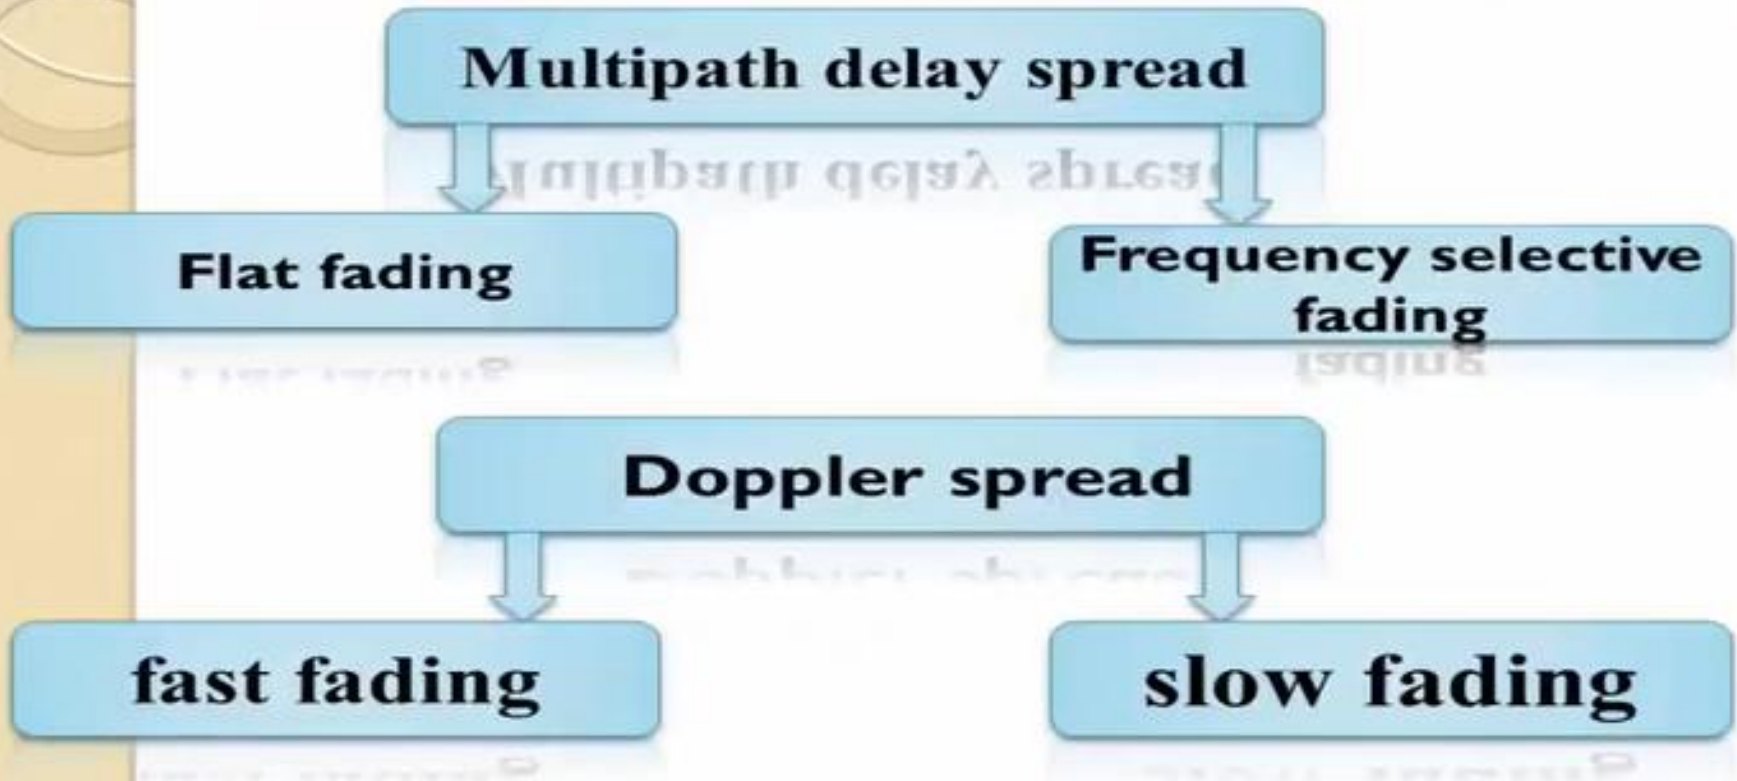 Multipath delay spread
Flat fading
Frequency selective
fading
Doppler spread
fast fading
slow fading